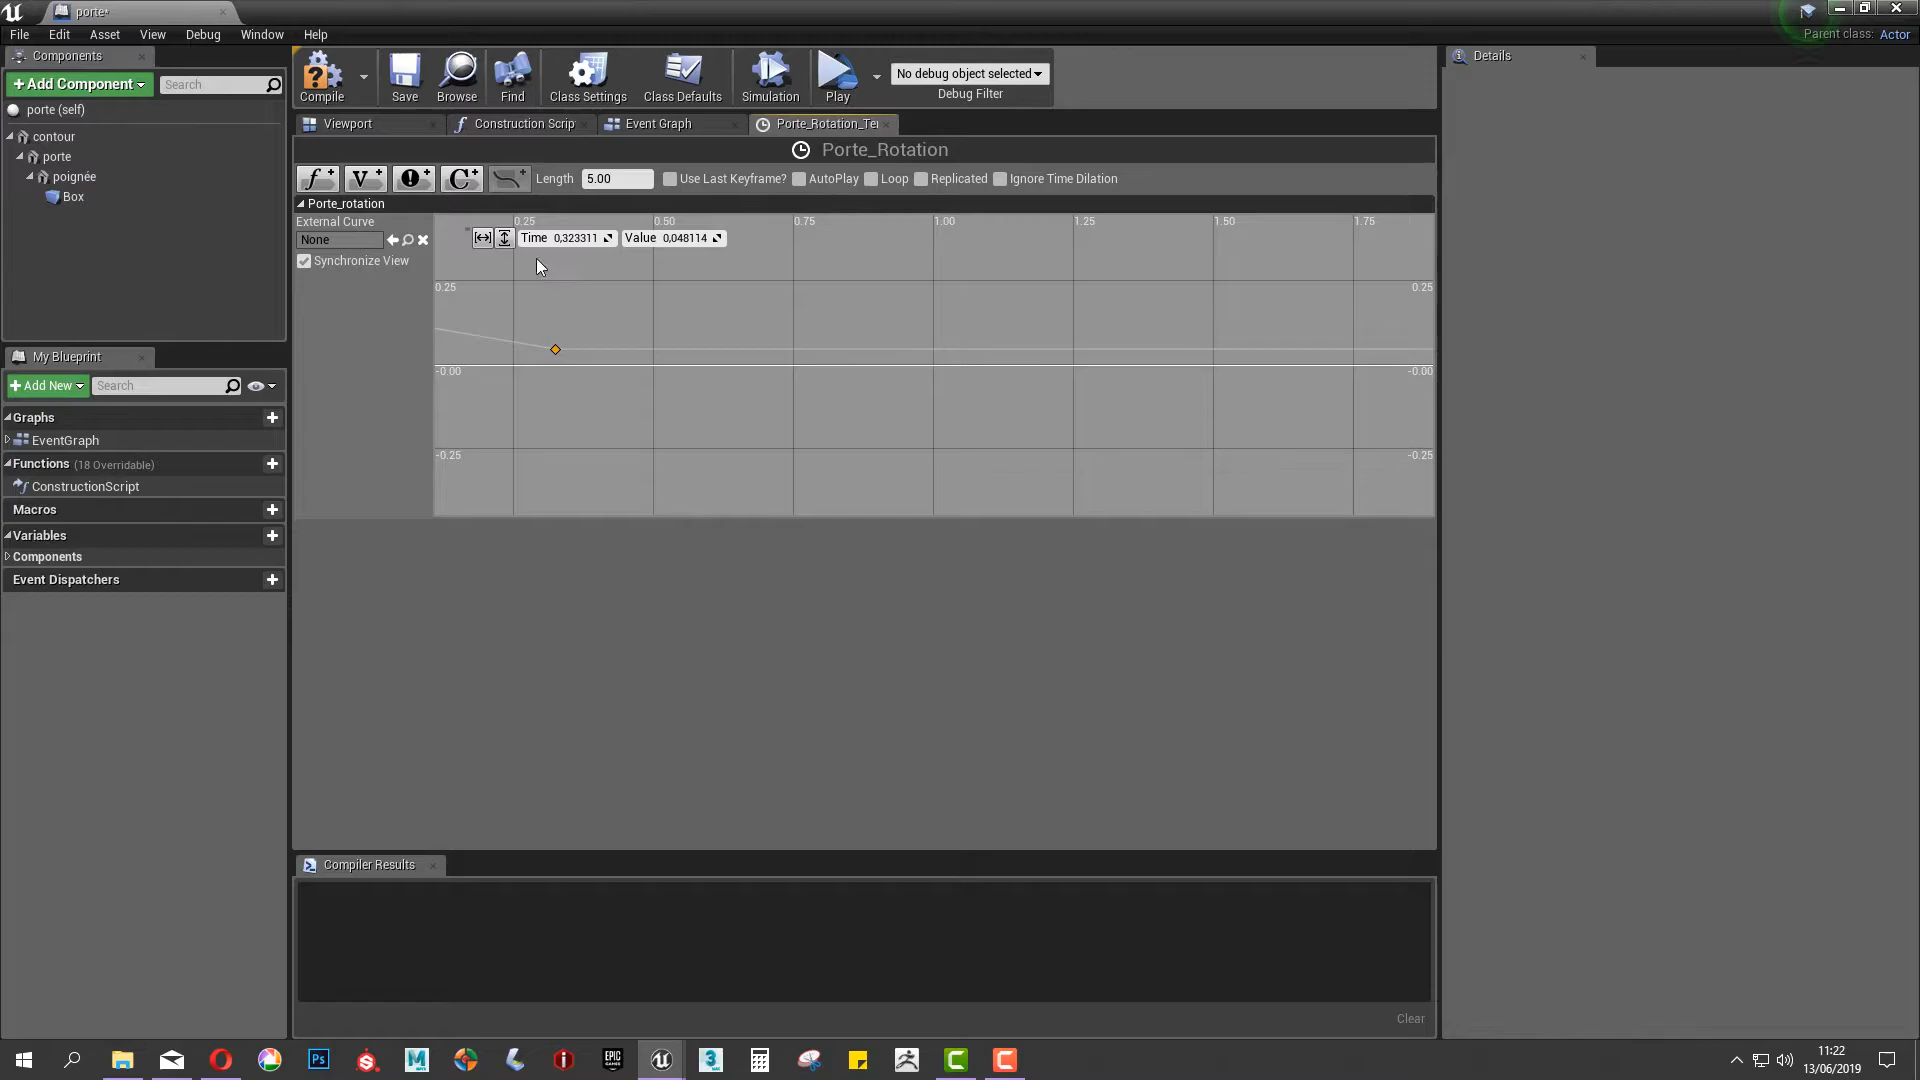 porte*
File Edit Asset View Debug Window Help
Parent class: Actor
Components
+Add Component
Search
porte (self)
contour
porte
poignée
Box
Compile
Save
Browse
Find
Class Settings
Class Defaults
Simulation
Play
No debug object selected
Debug Filter
Details
Viewport
Construction Scrip
Event Graph
Porte_Rotation_Te
Porte_Rotation
Length 5.00 Use Last Keyframe? AutoPlay Loop Replicated Ignore Time Dilation
Porte_rotation
External Curve
None
Synchronize View
0.25 0.50 0.75 1.00 1.25 1.50 1.75
Time 0,323311 Value 0,048114
0.25 0.25
-0.00 -0.00
-0.25 -0.25
My Blueprint
+Add New
Search
Graphs
EventGraph
Functions (18 Overridable)
ConstructionScript
Macros
Variables
Components
Event Dispatchers
Compiler Results
Clear
11:22
13/06/2019